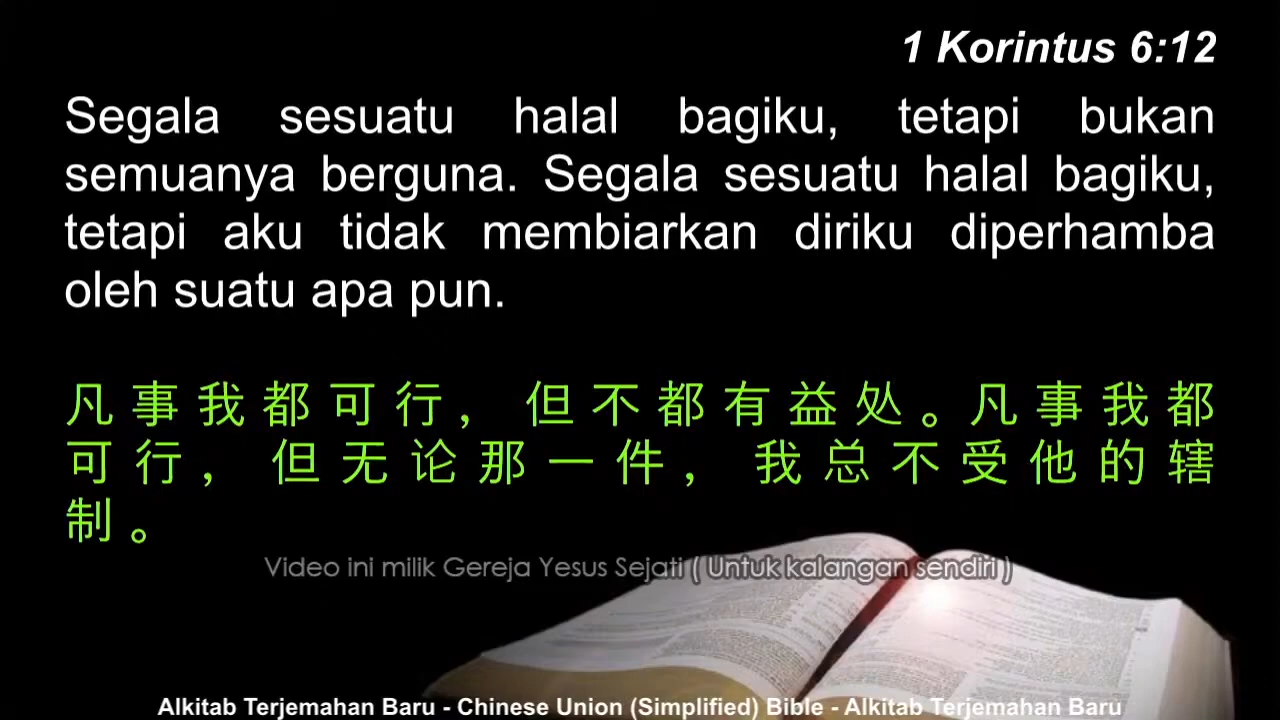 1 Korintus 6:12
Segala sesuatu halal bagiku, tetapi bukan
semuanya berguna. Segala sesuatu halal bagiku,
tetapi aku tidak membiarkan diriku diperhamba
oleh suatu apa pun.
凡事我都可行，但不都有益处。凡事我都
可行，但无论那一件，我总不受他的辖
制。
Video ini milik Gereja Yesus Sejati ( Untuk kalangan sendiri )
Alkitab Terjemahan Baru - Chinese Union (Simplified) Bible - Alkitab Terjemahan Baru